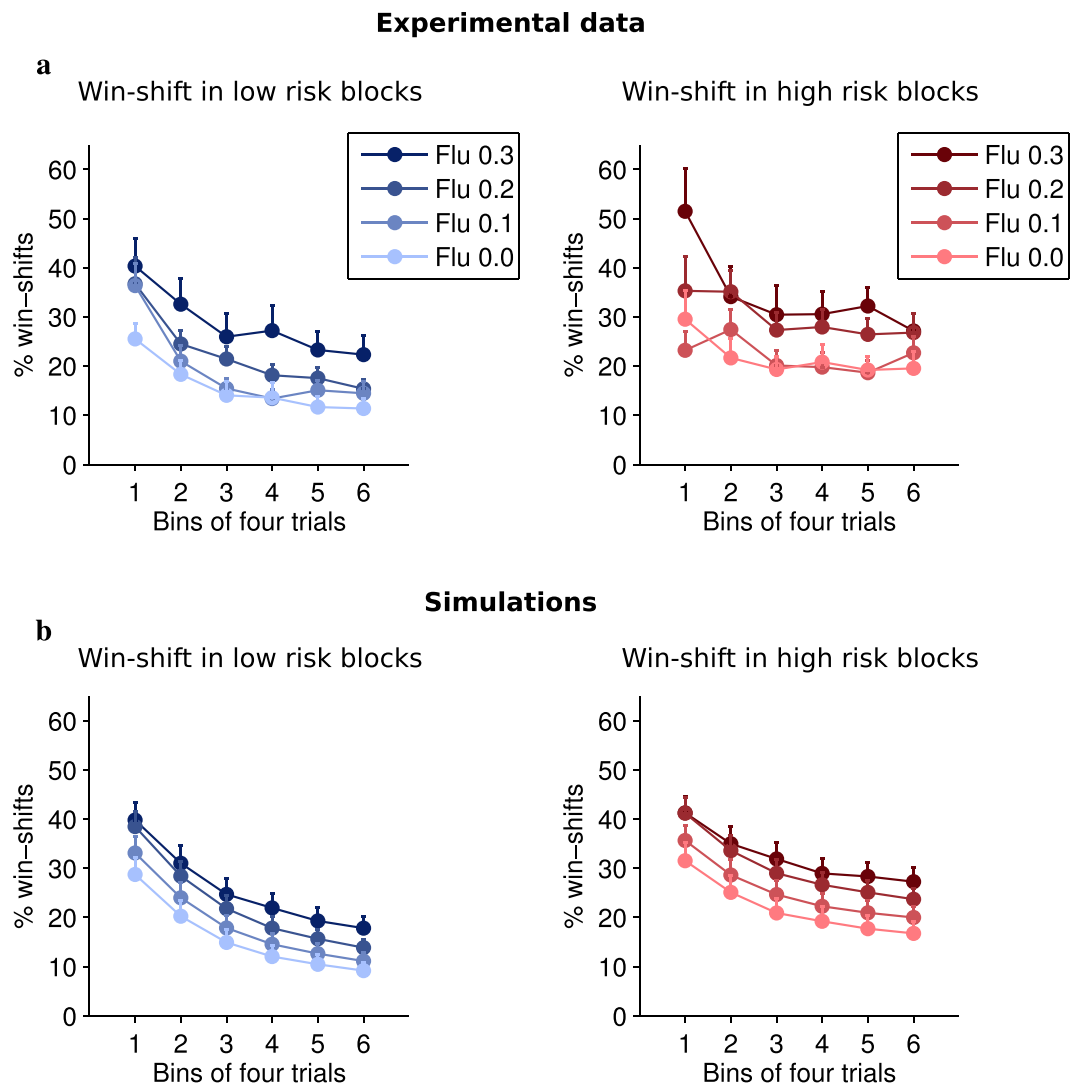 Experimental data
a
Win-shift in low risk blocks
% win−shifts
60
50
40
30
20
10
0
Flu 0.3
Flu 0.2
Flu 0.1
Flu 0.0
1 2 3 4 5 6
Bins of four trials
Win-shift in high risk blocks
% win−shifts
60
50
40
30
20
10
0
Flu 0.3
Flu 0.2
Flu 0.1
Flu 0.0
1 2 3 4 5 6
Bins of four trials
Simulations
b
Win-shift in low risk blocks
% win−shifts
60
50
40
30
20
10
0
1 2 3 4 5 6
Bins of four trials
Win-shift in high risk blocks
% win−shifts
60
50
40
30
20
10
0
1 2 3 4 5 6
Bins of four trials